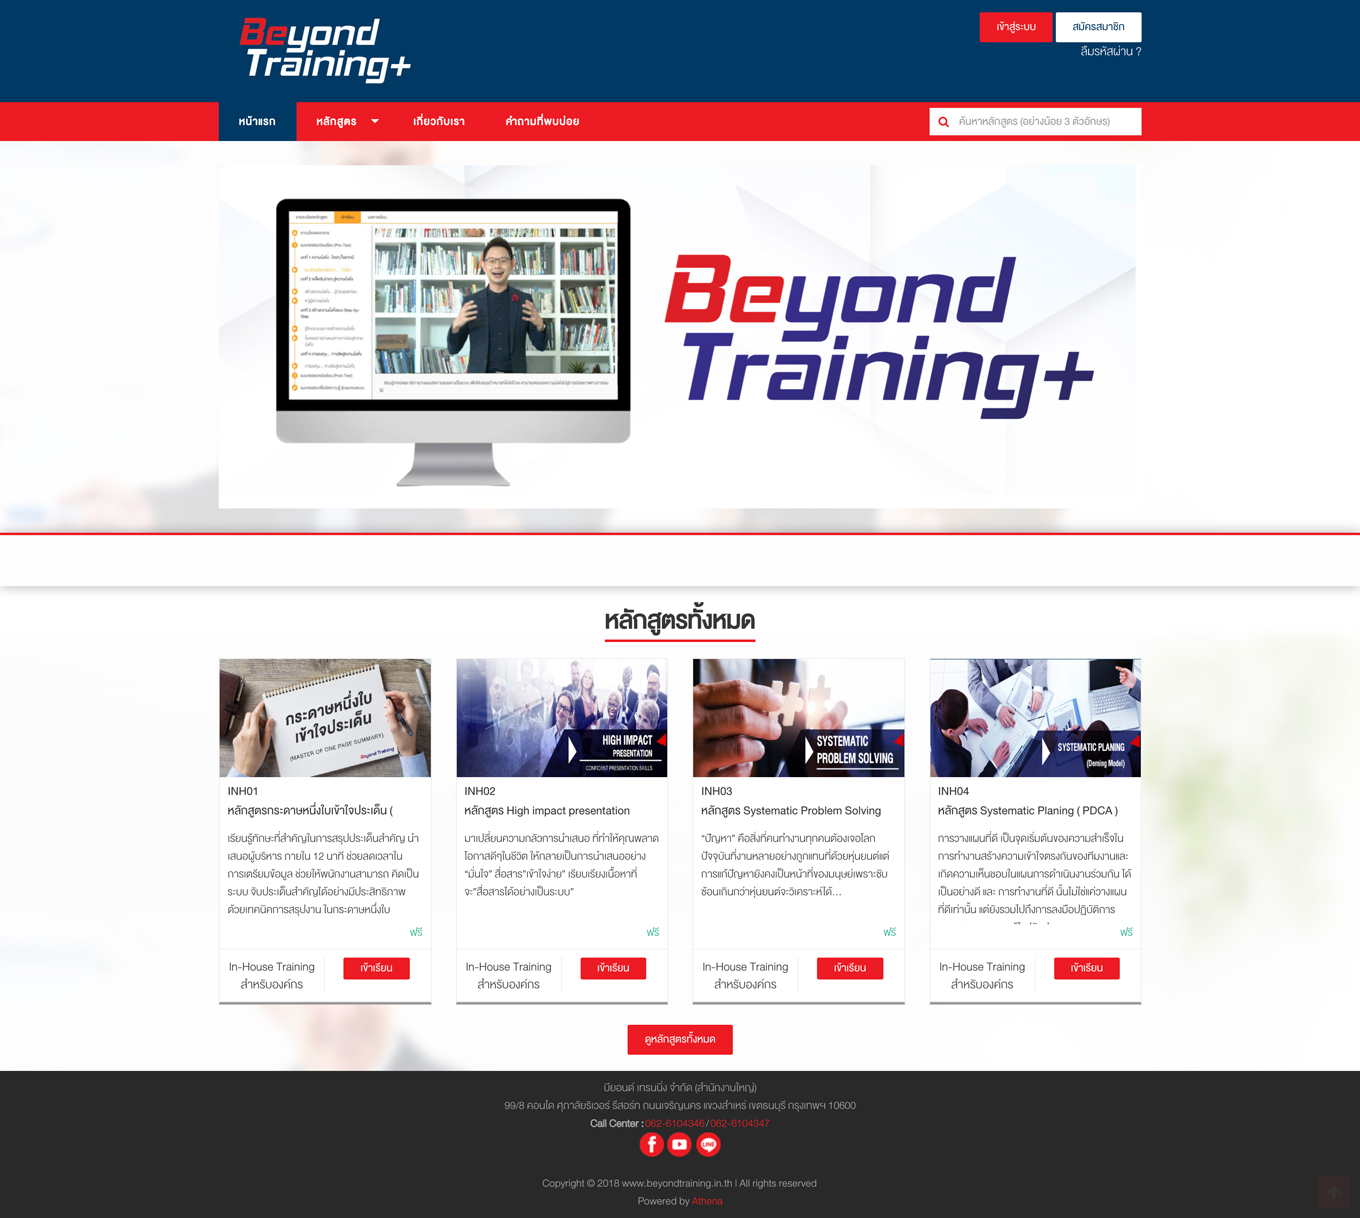 Beyond
Training+
เข้าสู่ระบบ
สมัครสมาชิก
ลืมรหัสผ่าน ?
หน้าแรก
หลักสูตร
เกี่ยวกับเรา
คำถามที่พบบ่อย
ค้นหาหลักสูตร (อย่างน้อย 3 ตัวอักษร)
Beyond
Training+
หลักสูตรทั้งหมด
กระดาษหนึ่งใบ
เข้าใจประเด็น
(MASTER OF ONE PAGE SUMMARY)
Beyond Training
HIGH IMPACT
PRESENTATION
CONFIDENT PRESENTATION SKILLS
SYSTEMATIC
PROBLEM SOLVING
SYSTEMATIC PLANING
(Deming Model)
INH01
หลักสูตรกระดาษหนึ่งใบเข้าใจประเด็น (
เรียนรู้ทักษะที่สำคัญในการสรุปประเด็นสำคัญ นำ
เสนอผู้บริหาร ภายใน 12 นาที ช่วยลดเวลาใน
การเตรียมข้อมูล ช่วยให้พนักงานสามารถ คิดเป็น
ระบบ จับประเด็นสำคัญได้อย่างมีประสิทธิภาพ
ด้วยเทคนิคการสรุปงาน ในกระดาษหนึ่งใบ
ฟรี
In-House Training
สำหรับองค์กร
เข้าเรียน
INH02
หลักสูตร High impact presentation
มาเปลี่ยนความกลัวการนำเสนอ ที่ทำให้คุณพลาด
โอกาสดีๆในชีวิต ให้กลายเป็นการนำเสนออย่าง
“มั่นใจ” สื่อสาร”เข้าใจง่าย” เรียบเรียงเนื้อหาที่
จะ”สื่อสารได้อย่างเป็นระบบ”
ฟรี
In-House Training
สำหรับองค์กร
เข้าเรียน
INH03
หลักสูตร Systematic Problem Solving
“ปัญหา” คือสิ่งที่คนทำงานทุกคนต้องเจอโลก
ปัจจุบันที่งานหลายอย่างถูกแทนที่ด้วยหุ่นยนต์แต่
การแก้ปัญหายังคงเป็นหน้าที่ของมนุษย์เพราะซับ
ซ้อนเกินกว่าหุ่นยนต์จะวิเคราะห์ได้...
ฟรี
In-House Training
สำหรับองค์กร
เข้าเรียน
INH04
หลักสูตร Systematic Planing ( PDCA )
การวางแผนที่ดี เป็นจุดเริ่มต้นของความสำเร็จใน
การทำงานสร้างความเข้าใจตรงกันของทีมงานและ
เกิดความเห็นชอบในแผนการดำเนินงานร่วมกัน ได้
เป็นอย่างดี และ การทำงานที่ดี นั้นไม่ใช่แค่วางแผน
ที่ดีเท่านั้น แต่ยังรวมไปถึงการลงมือปฏิบัติการ
ฟรี
In-House Training
สำหรับองค์กร
เข้าเรียน
ดูหลักสูตรทั้งหมด
บียอนด์ เทรนนิ่ง จำกัด (สำนักงานใหญ่)
99/8 คอนโด ศุภาลัยริเวอร์ รีสอร์ท ถนนเจริญนคร แขวงสำเหร่ เขตธนบุรี กรุงเทพฯ 10600
Call Center : 062-6104346 / 062-6104347
LINE
Copyright © 2018 www.beyondtraining.in.th | All rights reserved
Powered by Athena